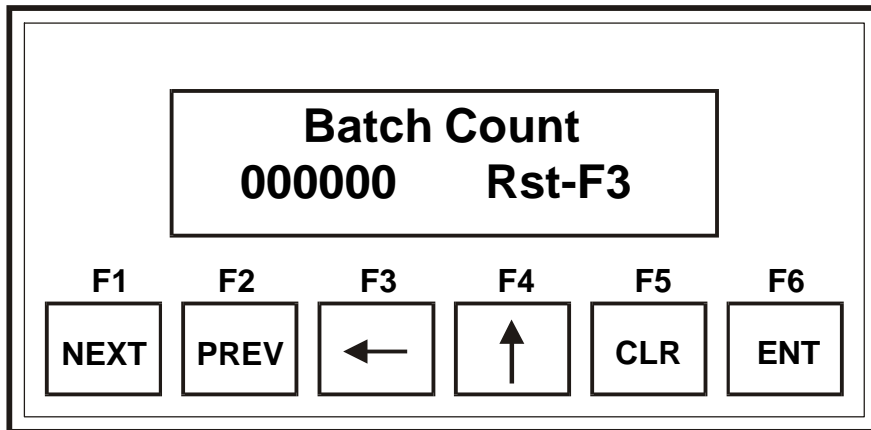 Batch Count
000000 Rst-F3
F1 F2 F3 F4 F5 F6
NEXT PREV CLR ENT